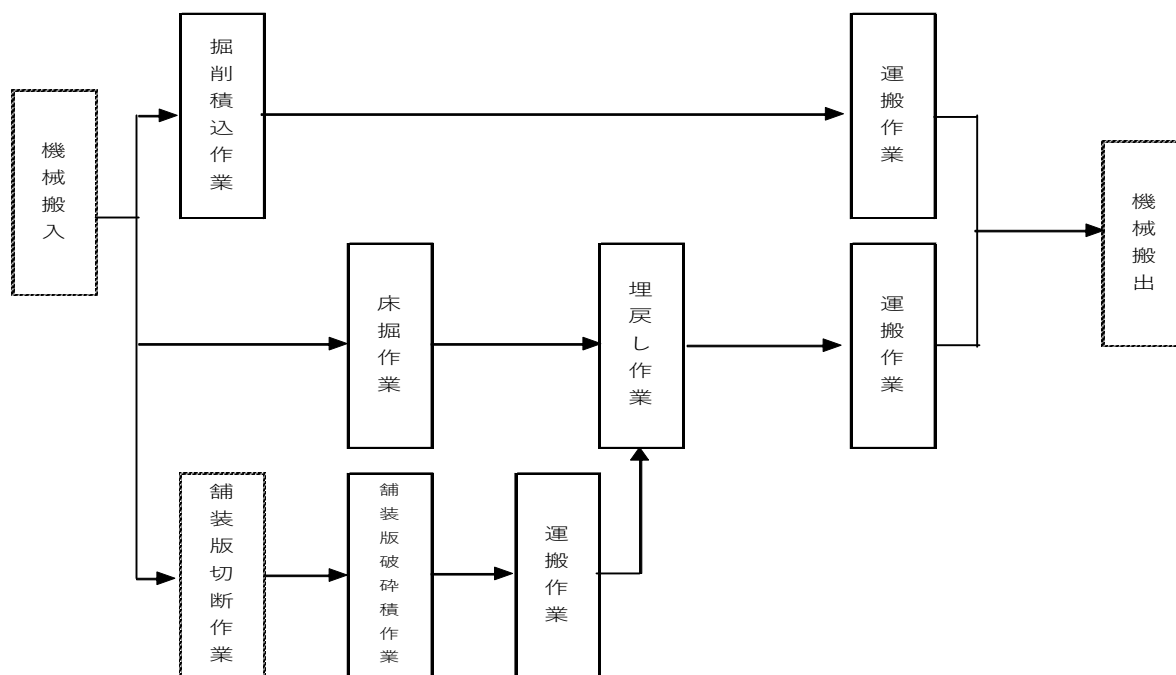 機械搬入
掘削積込作業
運搬作業
機械搬出
床掘作業
埋戻し作業
運搬作業
舗装版切断作業
舗装版破砕積作業
運搬作業